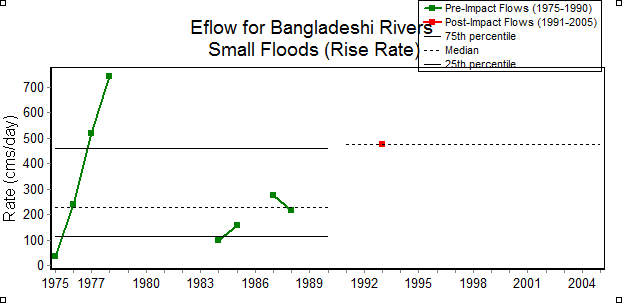 Eflow for Bangladeshi Rivers
Small Floods (Rise Rate)
Pre-Impact Flows (1975-1990)
Post-Impact Flows (1991-2005)
75th percentile
Median
25th percentile
Rate (cms/day)
700
600
500
400
300
200
100
0
1975 1977 1980 1983 1986 1989 1992 1995 1998 2001 2004